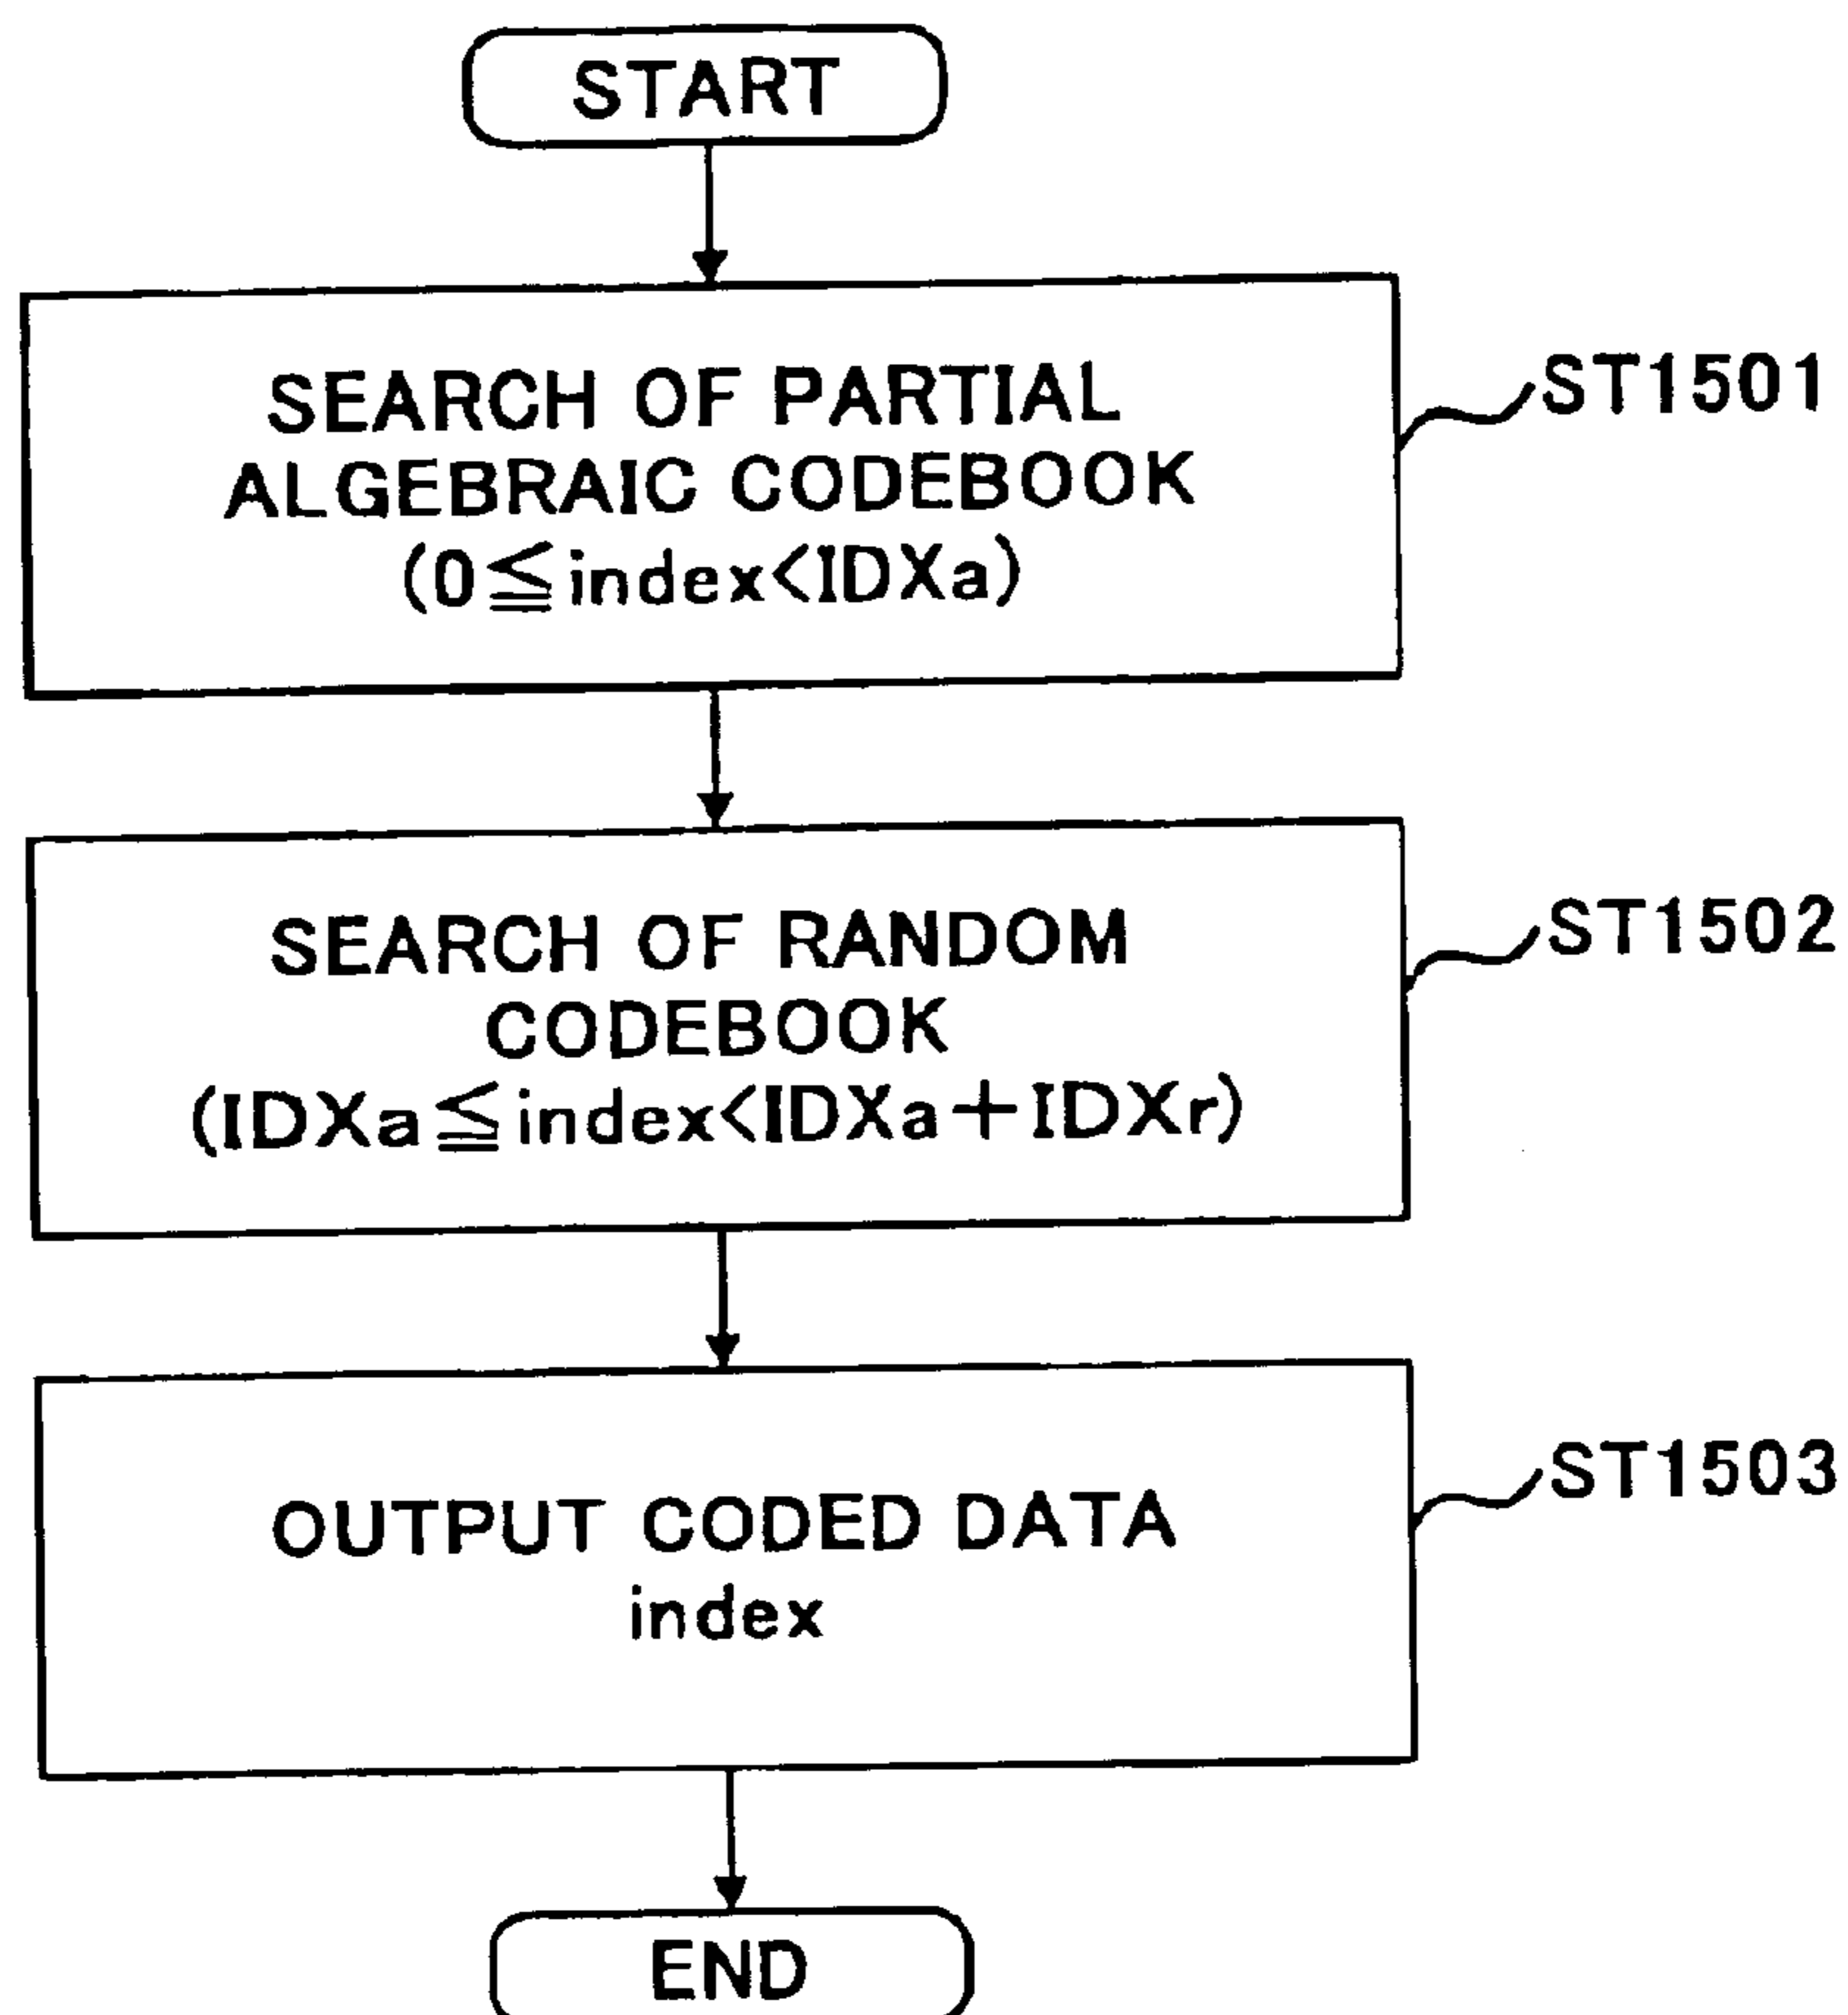 START
SEARCH OF PARTIAL
ALGEBRAIC CODEBOOK
(0≦index<IDXa)
ST1501
SEARCH OF RANDOM
CODEBOOK
(IDXa≦index<IDXa+IDXr)
ST1502
OUTPUT CODED DATA
index
ST1503
END